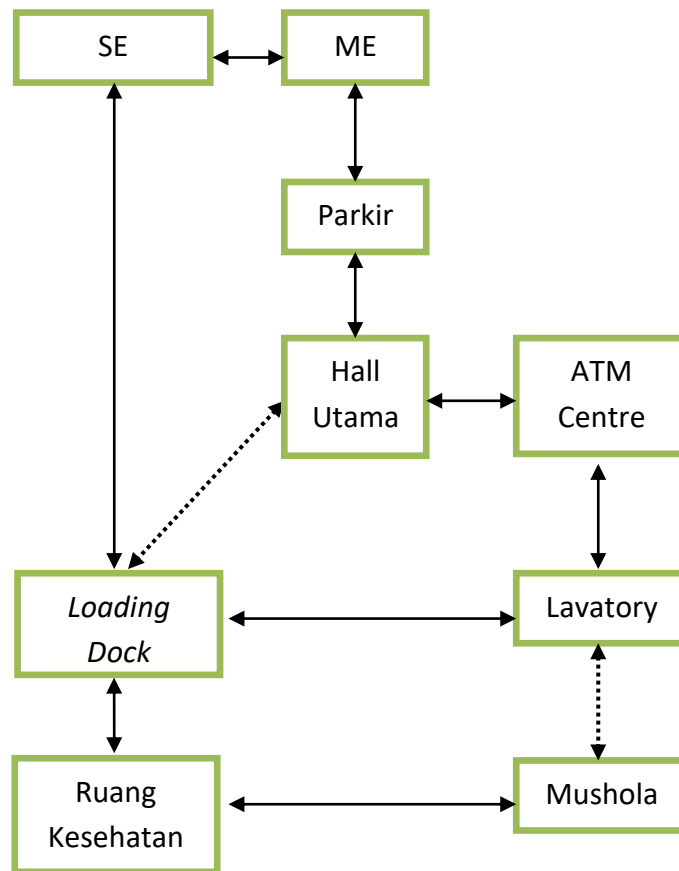 SE
ME
Parkir
Hall
Utama
ATM
Centre
Loading
Dock
Lavatory
Ruang
Kesehatan
Mushola